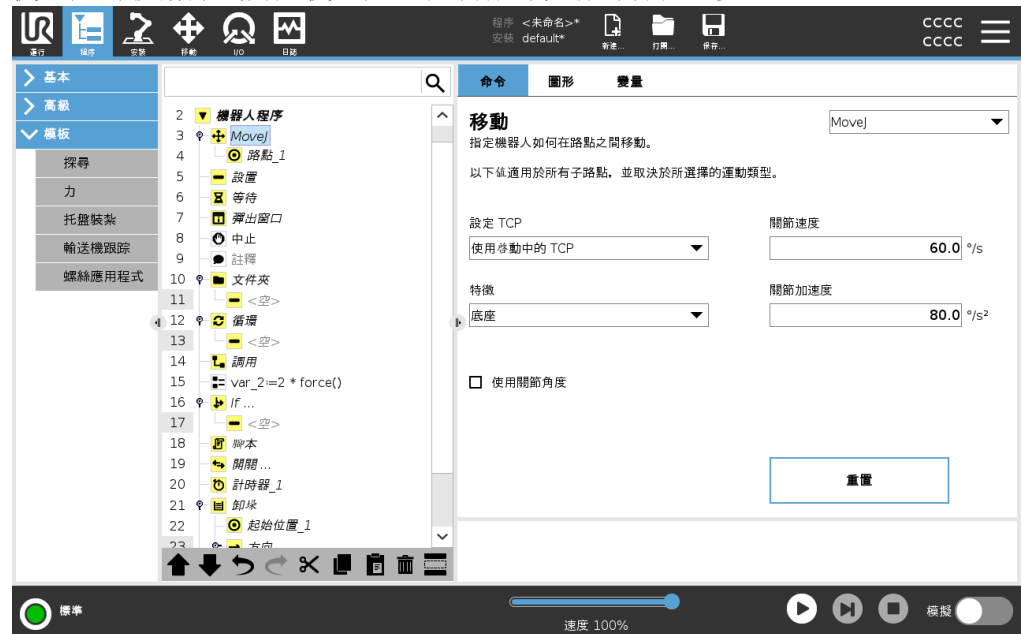 UR
運行
程序
安裝
移動
I/O
日誌
程序 <未命名>*
安裝 default*
新建...
打開...
保存...
cccc
cccc
基本
高級
模板
探尋
力
托盤裝紮
輸送機跟踪
螺絲應用程式
2 機器人程序
3 MoveJ
4 路點_1
5 設置
6 等待
7 彈出窗口
8 中止
9 註釋
10 文件夾
11 <空>
12 循環
13 <空>
14 調用
15 var_2≔2 * force()
16 If ...
17 <空>
18 腳本
19 開關 ...
20 計時器_1
21 卸垛
22 起始位置_1
23 方向
命令
圖形
變量
移動
MoveJ
指定機器人如何在路點之間移動。
以下值適用於所有子路點，並取決於所選擇的運動類型。
設定 TCP
關節速度
使用啓動中的 TCP
60.0 °/s
特徵
關節加速度
底座
80.0 °/s²
使用關節角度
重置
標準
速度 100%
模擬